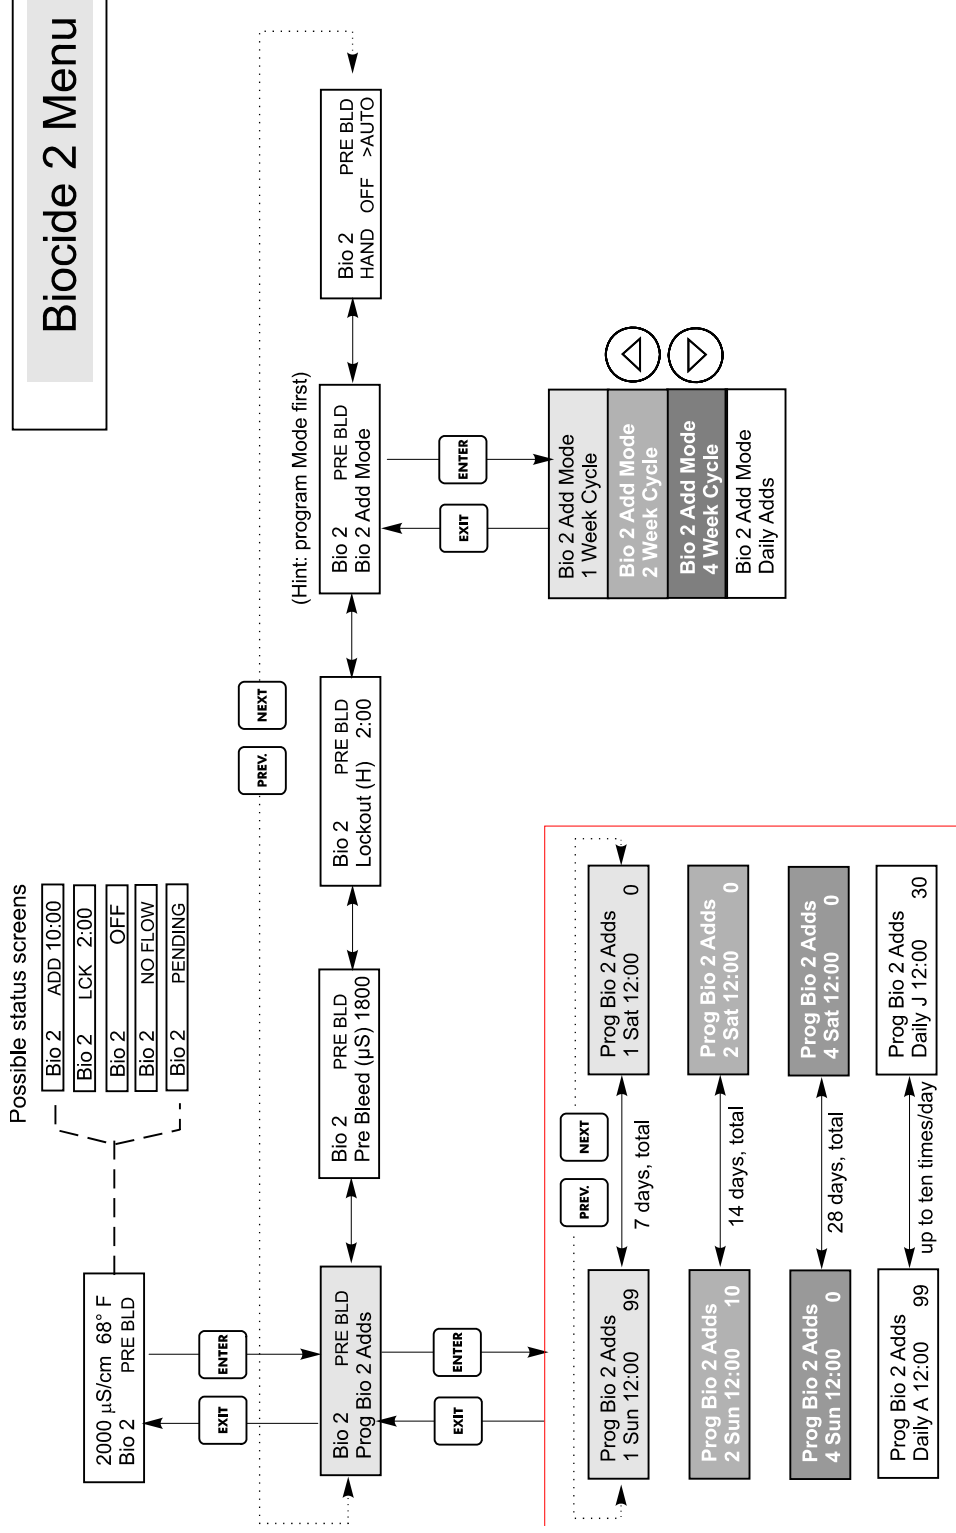 Biocide 2 Menu
Possible status screens
Bio 2 ADD 10:00
Bio 2 LCK 2:00
Bio 2 OFF
Bio 2 NO FLOW
Bio 2 PENDING
2000 µS/cm 68° F
Bio 2 PRE BLD
EXIT
ENTER
PREV.
NEXT
(Hint: program Mode first)
Bio 2 PRE BLD
Prog Bio 2 Adds
Bio 2 PRE BLD
Pre Bleed (µS) 1800
Bio 2 PRE BLD
Lockout (H) 2:00
Bio 2 PRE BLD
Bio 2 Add Mode
Bio 2 PRE BLD
HAND OFF >AUTO
EXIT
ENTER
EXIT
ENTER
Bio 2 Add Mode
1 Week Cycle
Bio 2 Add Mode
2 Week Cycle
Bio 2 Add Mode
4 Week Cycle
Bio 2 Add Mode
Daily Adds
PREV.
NEXT
Prog Bio 2 Adds
1 Sun 12:00 99
7 days, total
Prog Bio 2 Adds
1 Sat 12:00 0
Prog Bio 2 Adds
2 Sun 12:00 10
14 days, total
Prog Bio 2 Adds
2 Sat 12:00 0
Prog Bio 2 Adds
4 Sun 12:00 0
28 days, total
Prog Bio 2 Adds
4 Sat 12:00 0
Prog Bio 2 Adds
Daily A 12:00 99
up to ten times/day
Prog Bio 2 Adds
Daily J 12:00 30